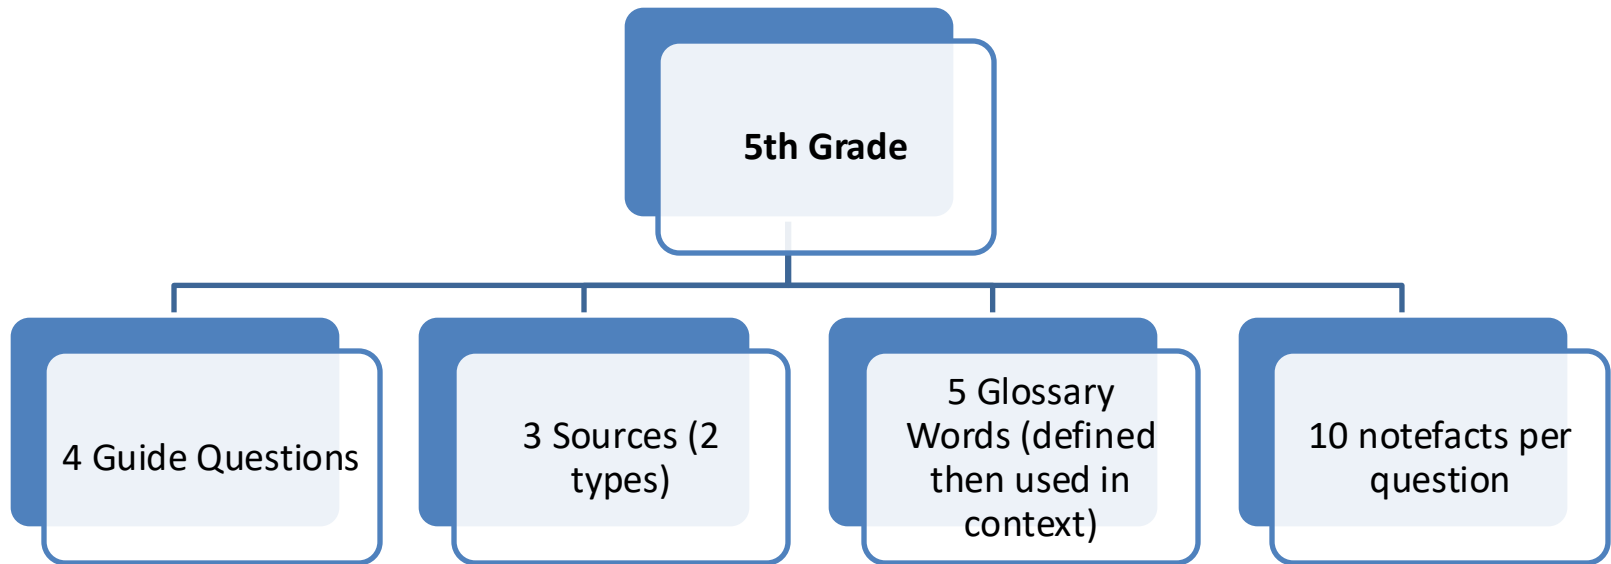 5th Grade
4 Guide Questions
3 Sources (2
types)
5 Glossary
Words (defined
then used in
context)
10 notefacts per
question